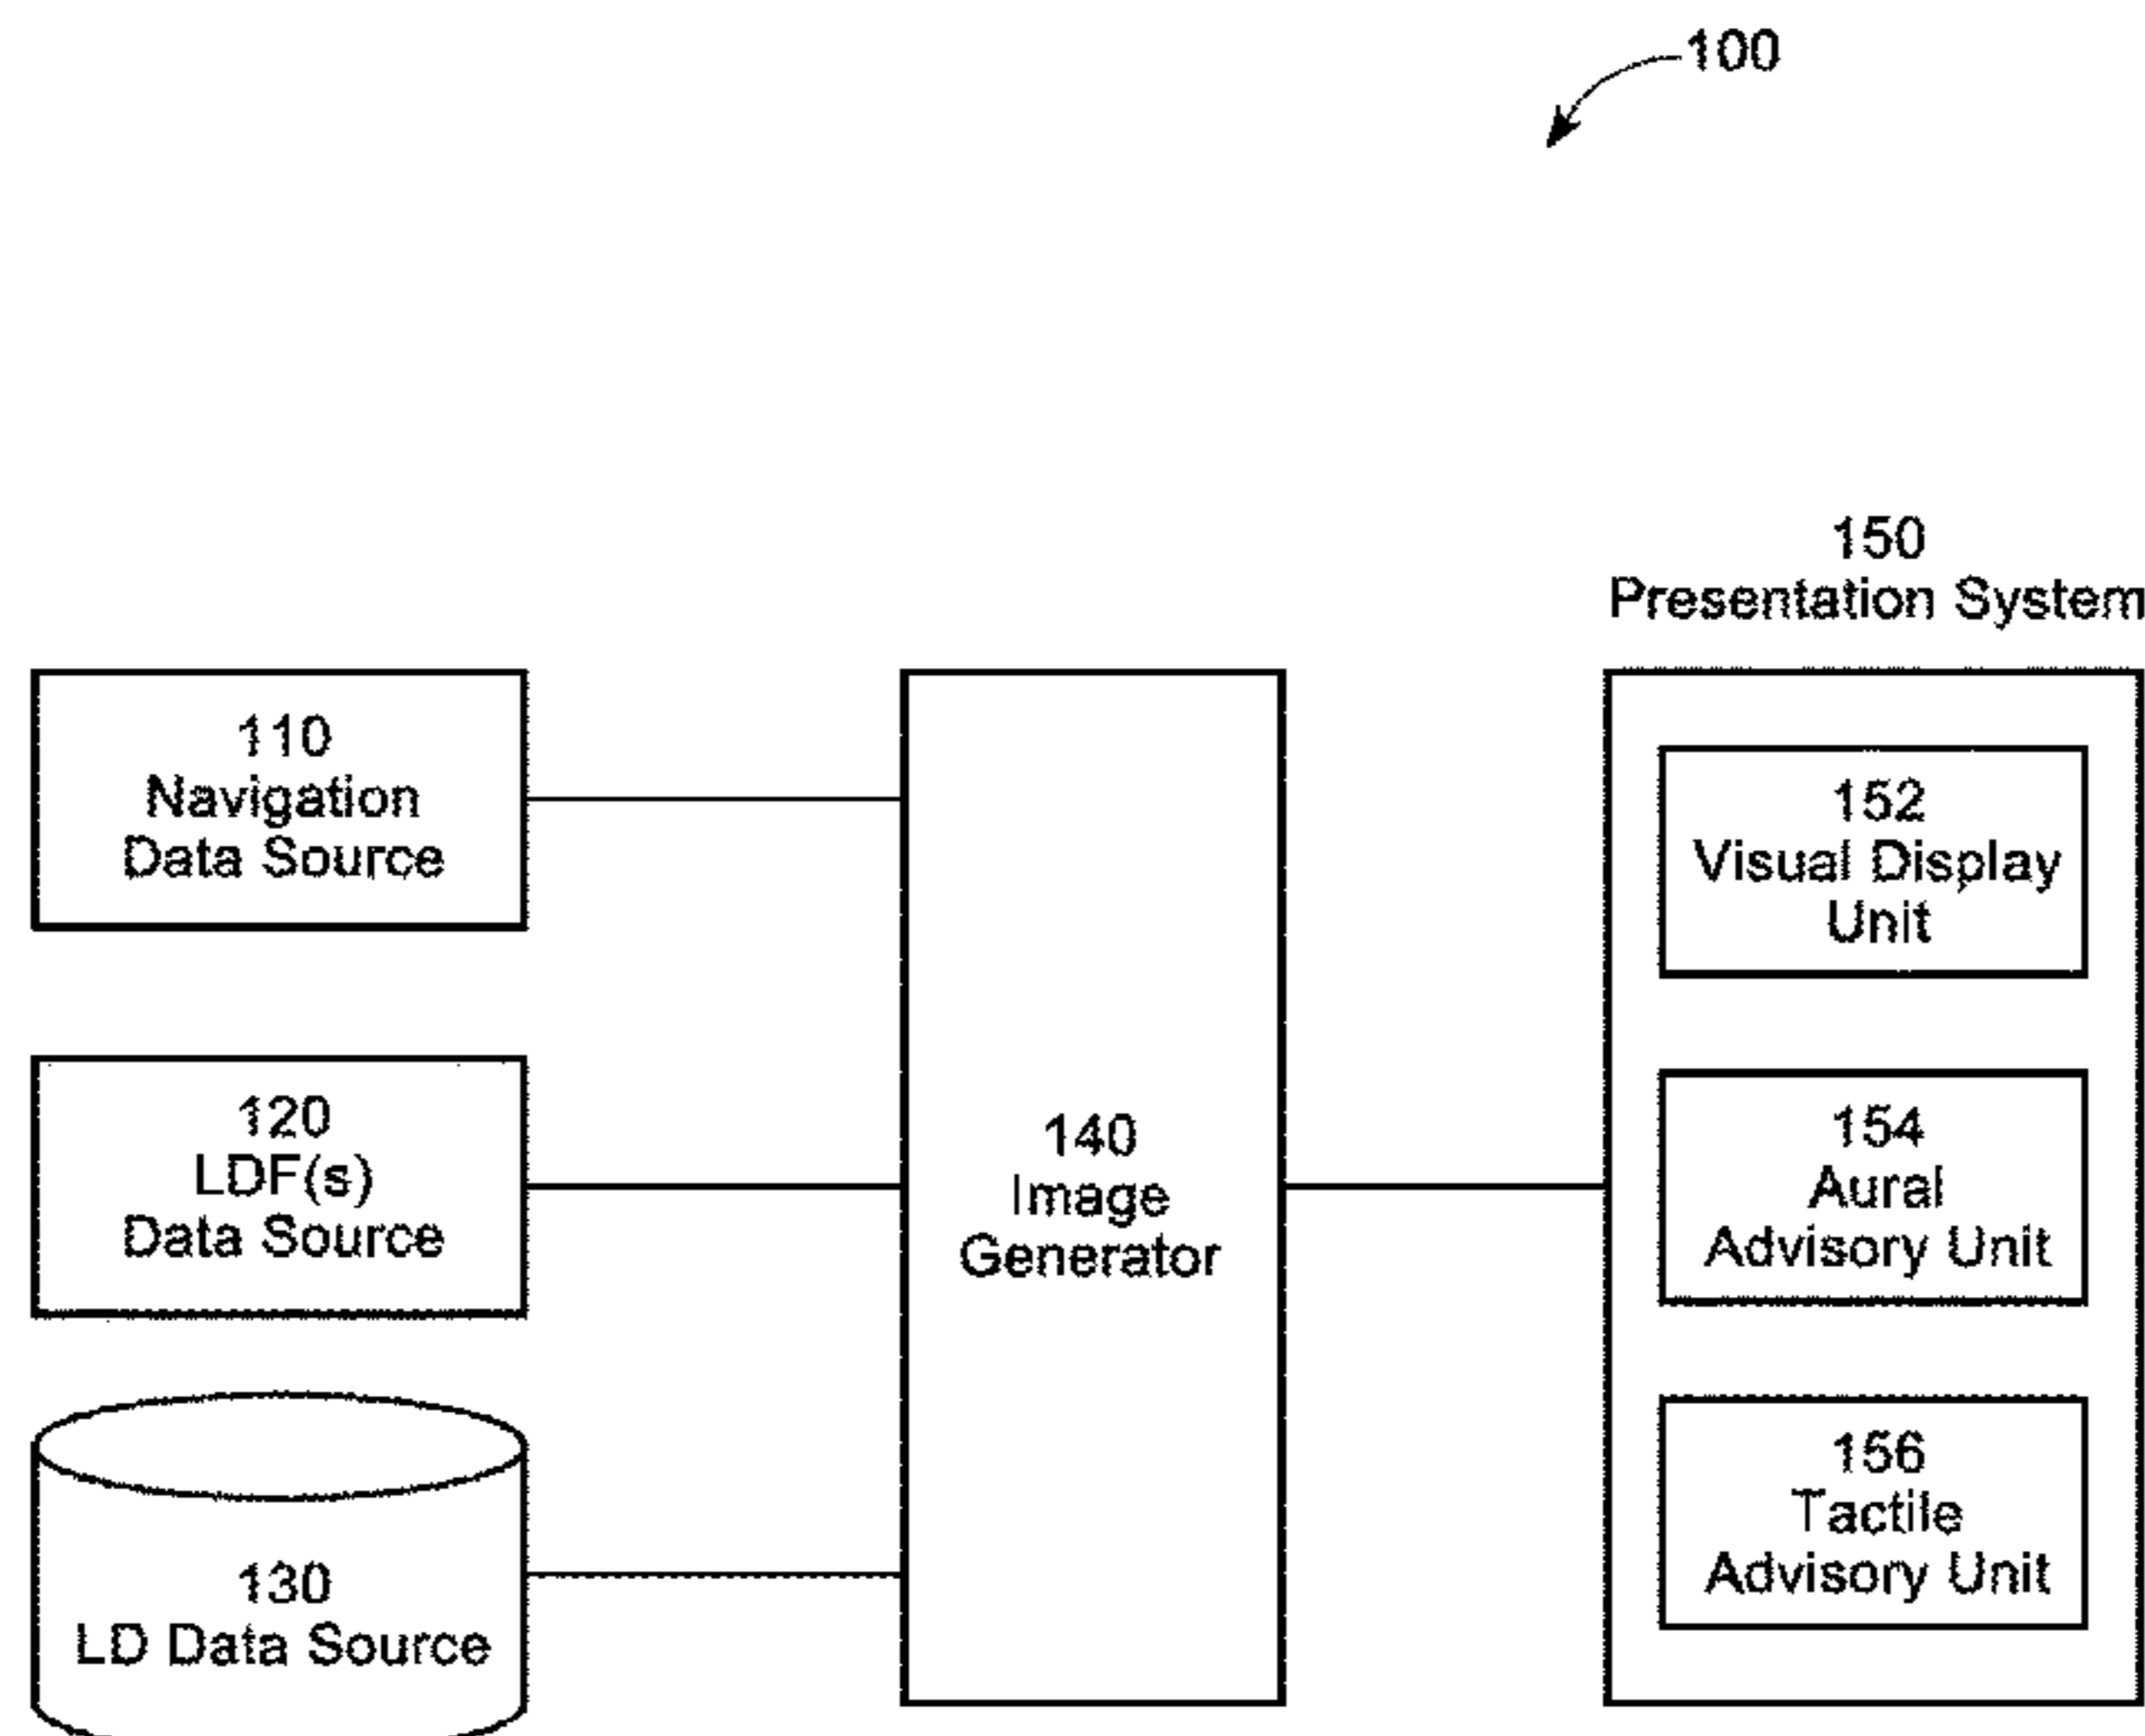 100
110
Navigation
Data Source
120
LDF(s)
Data Source
130
LD Data Source
140
Image
Generator
150
Presentation System
152
Visual Display
Unit
154
Aural
Advisory Unit
156
Tactile
Advisory Unit